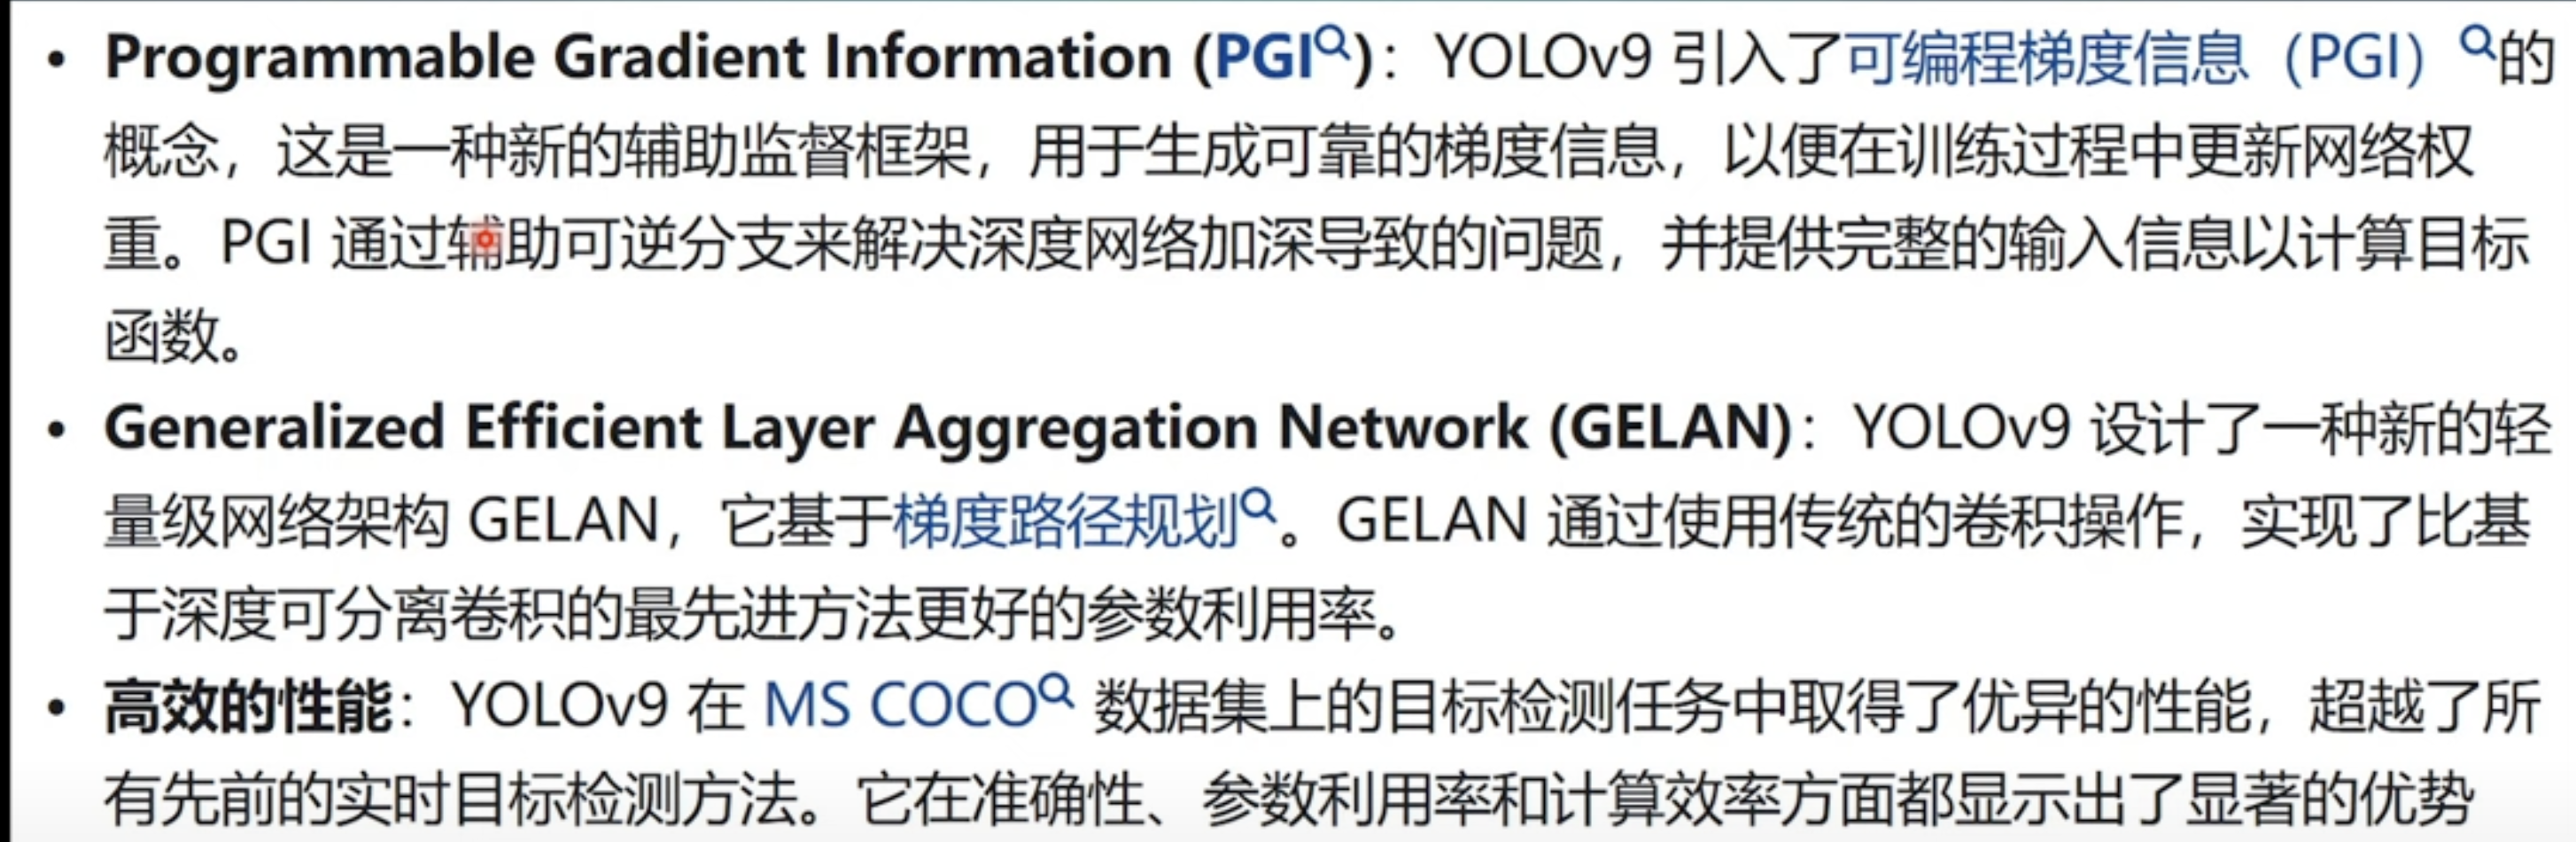 • Programmable Gradient Information (PGI)：YOLOv9 引入了可编程梯度信息（PGI）的
概念，这是一种新的辅助监督框架，用于生成可靠的梯度信息，以便在训练过程中更新网络权
重。PGI 通过辅助可逆分支来解决深度网络加深导致的问题，并提供完整的输入信息以计算目标
函数。
• Generalized Efficient Layer Aggregation Network (GELAN)：YOLOv9 设计了一种新的轻
量级网络架构 GELAN，它基于梯度路径规划。GELAN 通过使用传统的卷积操作，实现了比基
于深度可分离卷积的最先进方法更好的参数利用率。
• 高效的性能：YOLOv9 在 MS COCO 数据集上的目标检测任务中取得了优异的性能，超越了所
有先前的实时目标检测方法。它在准确性、参数利用率和计算效率方面都显示出了显著的优势